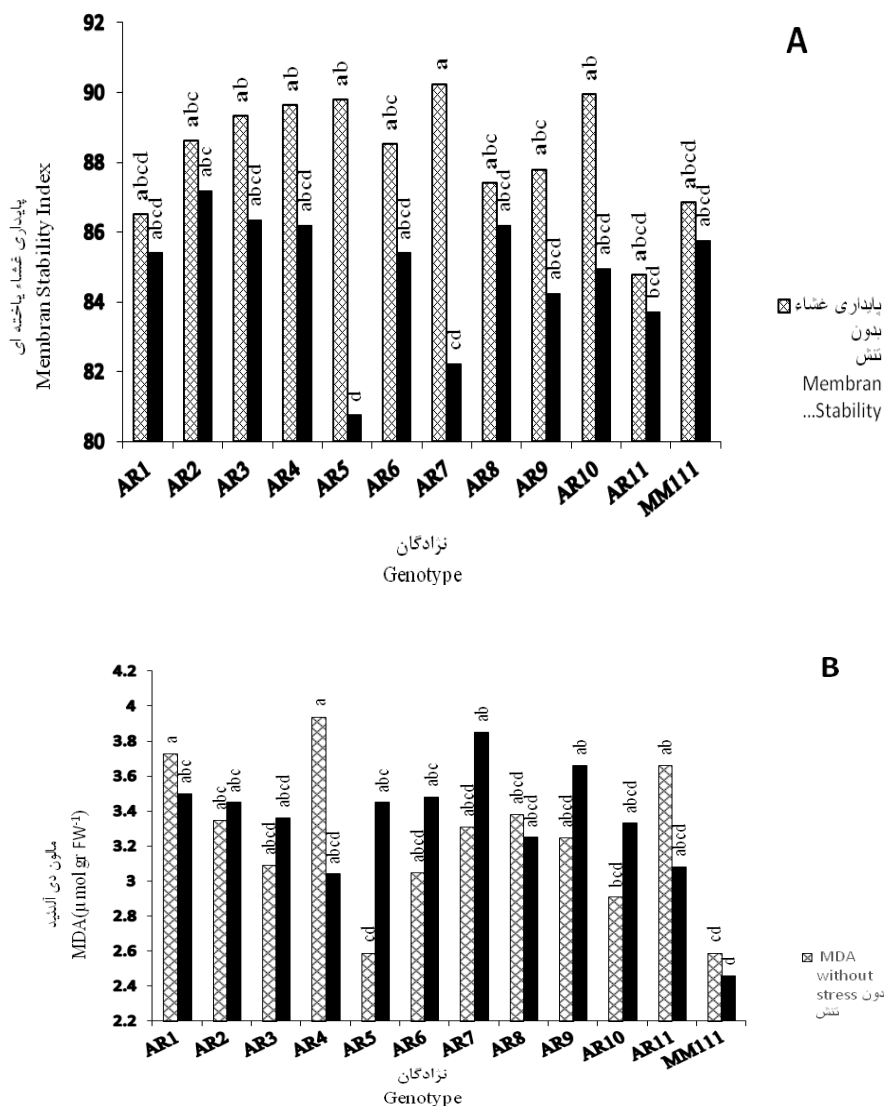 A
92
90
88
86
84
82
80
پایداری غشاء یاخته ای
Membran Stability Index
abcd
abcd
abc
abc
ab
abcd
ab
abcd
ab
d
abc
abcd
a
cd
abc
abcd
abc
abcd
ab
abcd
abcd
bcd
abcd
abcd
AR1
AR2
AR3
AR4
AR5
AR6
AR7
AR8
AR9
AR10
AR11
MM111
نژادگان
Genotype
پایداری غشاء
بدون
تنش
Membran
...Stability
B
4.2
4
3.8
3.6
3.4
3.2
3
2.8
2.6
2.4
2.2
مالون دی آلدئید
MDA(µmol gr FW-1)
a
abc
abc
abc
abcd
abcd
a
abcd
cd
abc
abcd
abc
abcd
ab
abcd
abcd
abcd
ab
bcd
abcd
ab
abcd
cd
d
AR1
AR2
AR3
AR4
AR5
AR6
AR7
AR8
AR9
AR10
AR11
MM111
نژادگان
Genotype
MDA
without
stress دون
تنش